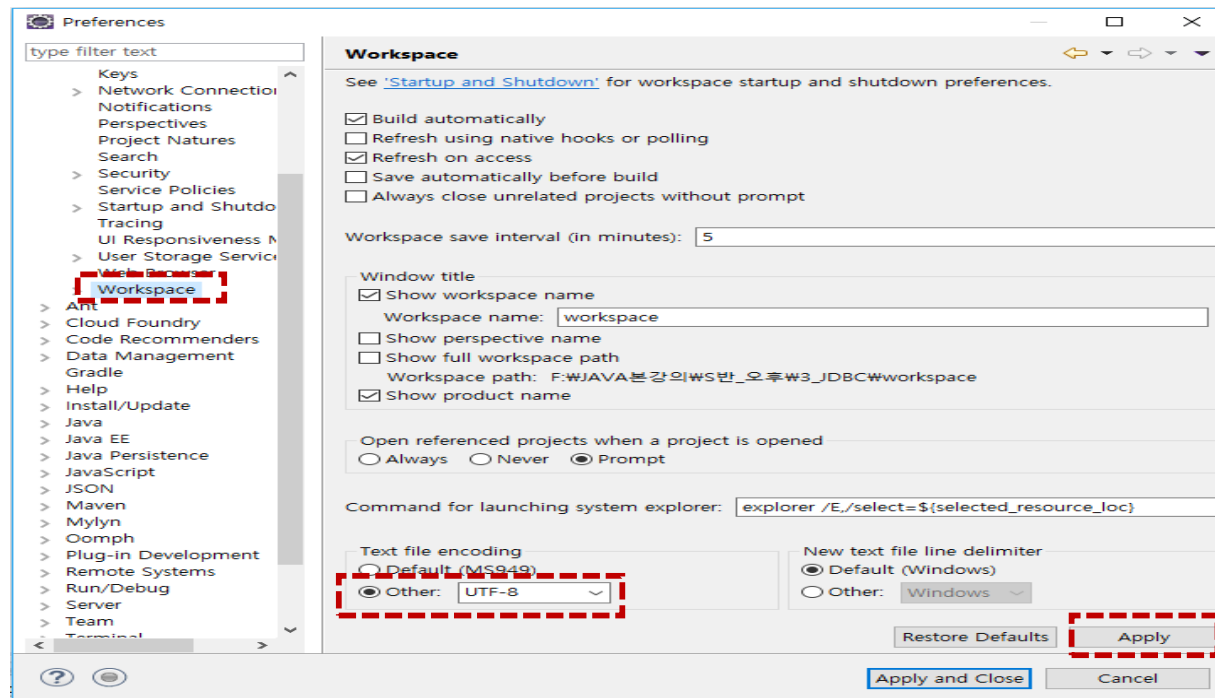 Preferences
type filter text
Keys
Network Connection
Notifications
Perspectives
Project Natures
Search
Security
Service Policies
Startup and Shutdo
Tracing
UI Responsiveness M
User Storage Servic
Web Browser
Workspace
Ant
Cloud Foundry
Code Recommenders
Data Management
Gradle
Help
Install/Update
Java
Java EE
Java Persistence
JavaScript
JSON
Maven
Mylyn
Oomph
Plug-in Development
Remote Systems
Run/Debug
Server
Team
Terminal
Workspace
See 'Startup and Shutdown' for workspace startup and shutdown preferences.
Build automatically
Refresh using native hooks or polling
Refresh on access
Save automatically before build
Always close unrelated projects without prompt
Workspace save interval (in minutes): 5
Window title
Show workspace name
Workspace name: workspace
Show perspective name
Show full workspace path
Workspace path: F:₩JAVA본강의₩S반_오후₩3_JDBC₩workspace
Show product name
Open referenced projects when a project is opened
Always Never Prompt
Command for launching system explorer: explorer /E,/select=${selected_resource_loc}
Text file encoding
Default (MS949)
Other: UTF-8
New text file line delimiter
Default (Windows)
Other: Windows
Restore Defaults Apply
? Apply and Close Cancel